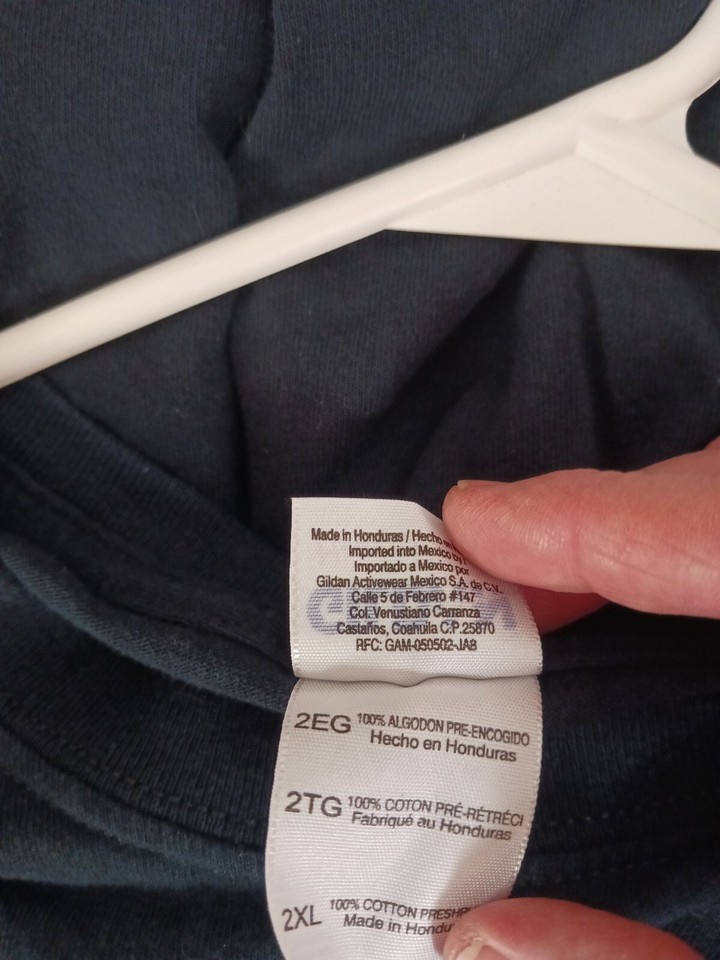 Made in Honduras / Hecho
Imported into Mexico by
Importado a Mexico por
Gildan Activewear Mexico S.A. de C.V.
Calle 5 de Febrero #147
Col. Venustiano Carranza
Castaños, Coahuila C.P.25870
RFC: GAM-050502-JA8
2EG 100% ALGODON PRE-ENCOGIDO
Hecho en Honduras
2TG 100% COTON PRÉ-RÉTRÉCI
Fabriqué au Honduras
2XL 100% COTTON
Made in